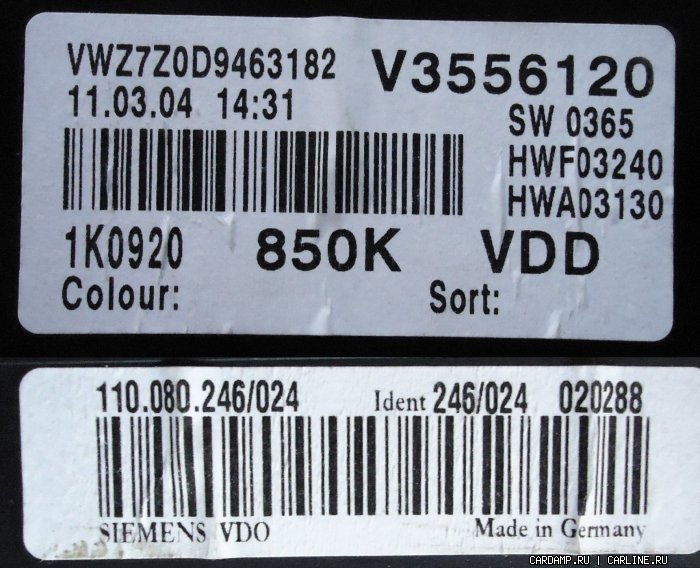 VWZ7Z0D9463182 V3556120
11.03.04 14:31
SW 0365
HWF03240
HWA03130
1K0920 850K VDD
Colour: Sort:
110.080.246/024 Ident 246/024 020288
SIEMENS VDO Made in Germany
CARDAMP.RU | CARLINE.RU